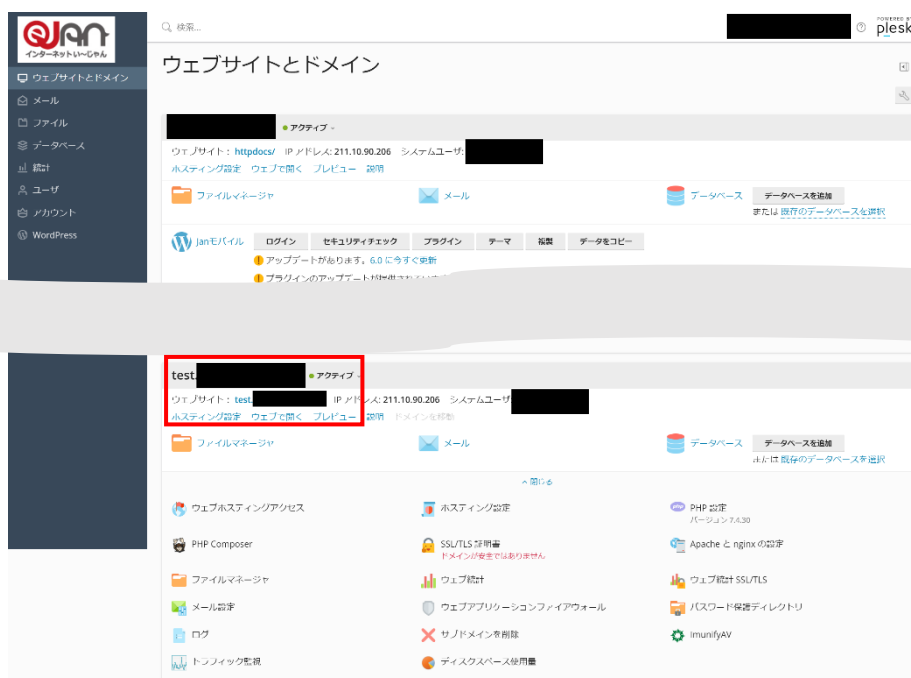 QJAN
インターネットい〜じゃん
検索...
POWERED BY
plesk
ウェブサイトとドメイン
メール
ファイル
データベース
統計
ユーザ
アカウント
WordPress
ウェブサイトとドメイン
アクティブ
ウェブサイト: httpdocs/ IP アドレス: 211.10.90.206 システムユーザ:
ホスティング設定 ウェブで開く プレビュー 説明
ファイルマネージャ メール データベース データベースを追加
または 既存のデータベースを選択
Janモバイル ログイン セキュリティチェック プラグイン テーマ 複製 データをコピー
アップデートがあります。6.0 に今すぐ更新
プラグインのアップデートが提供されています
test. アクティブ
ウェブサイト: test. IP アドレス: 211.10.90.206 システムユーザ:
ホスティング設定 ウェブで開く プレビュー 説明 ドメインを移動
ファイルマネージャ メール データベース データベースを追加
または 既存のデータベースを選択
閉じる
ウェブホスティングアクセス ホスティング設定 PHP 設定
バージョン 7.4.30
PHP Composer SSL/TLS 証明書 Apache と nginx の設定
ドメインが安全ではありません
ファイルマネージャ ウェブ統計 ウェブ統計 SSL/TLS
メール設定 ウェブアプリケーションファイアウォール パスワード保護ディレクトリ
ログ サブドメインを削除 ImunifyAV
トラフィック監視 ディスクスペース使用量